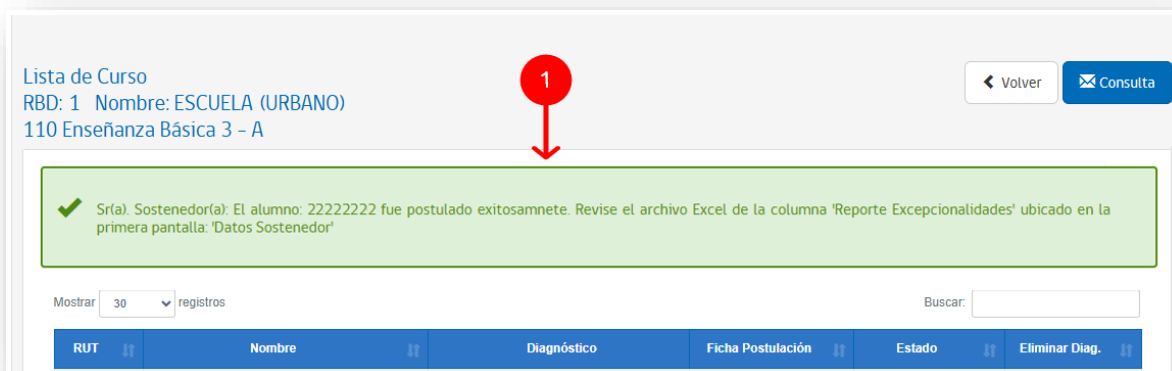 Lista de Curso
RBD: 1 Nombre: ESCUELA (URBANO)
110 Enseñanza Básica 3 - A
1
Volver
Consulta
Sr(a). Sostenedor(a): El alumno: 22222222 fue postulado exitosamnete. Revise el archivo Excel de la columna 'Reporte Excepcionalidades' ubicado en la
primera pantalla: 'Datos Sostenedor'
Mostrar 30 registros
Buscar:
RUT Nombre Diagnóstico Ficha Postulación Estado Eliminar Diag.